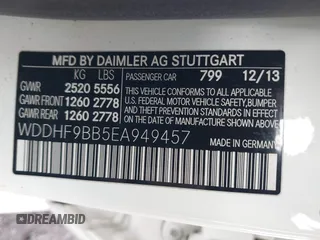 MFD BY DAIMLER AG STUTTGART
KG LBS PASSENGER CAR 799 12/13
GVWR 2520 5556
GAWR FRONT 1260 2778
GAWR REAR 1260 2778
THIS VEHICLE CONFORMS TO ALL APPLICABLE U.S. FEDERAL MOTOR VEHICLE SAFETY, BUMPER, AND THEFT PREVENTION STANDARDS IN EFFECT ON THE DATE OF MANUFACTURE SHOWN ABOVE
WDDHF9BB5EA949457
MADE IN GERMANY
DREAMBID